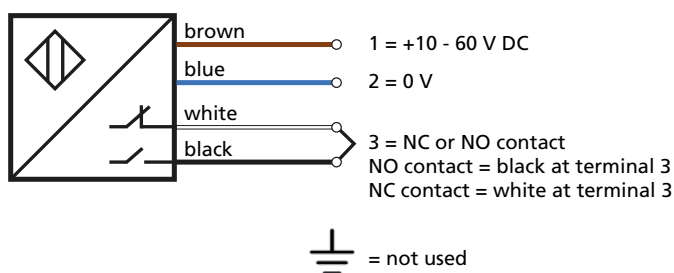 brown
1 = +10 - 60 V DC
blue
2 = 0 V
white
black
3 = NC or NO contact
NO contact = black at terminal 3
NC contact = white at terminal 3
= not used